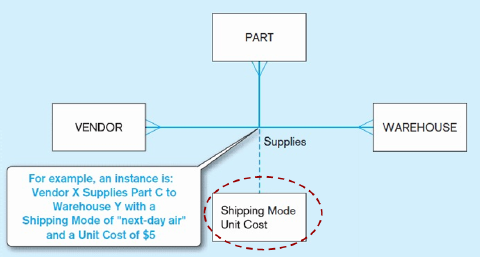 PART
VENDOR
WAREHOUSE
Supplies
For example, an instance is:
Vendor X Supplies Part C to
Warehouse Y with a
Shipping Mode of "next-day air"
and a Unit Cost of $5
Shipping Mode
Unit Cost